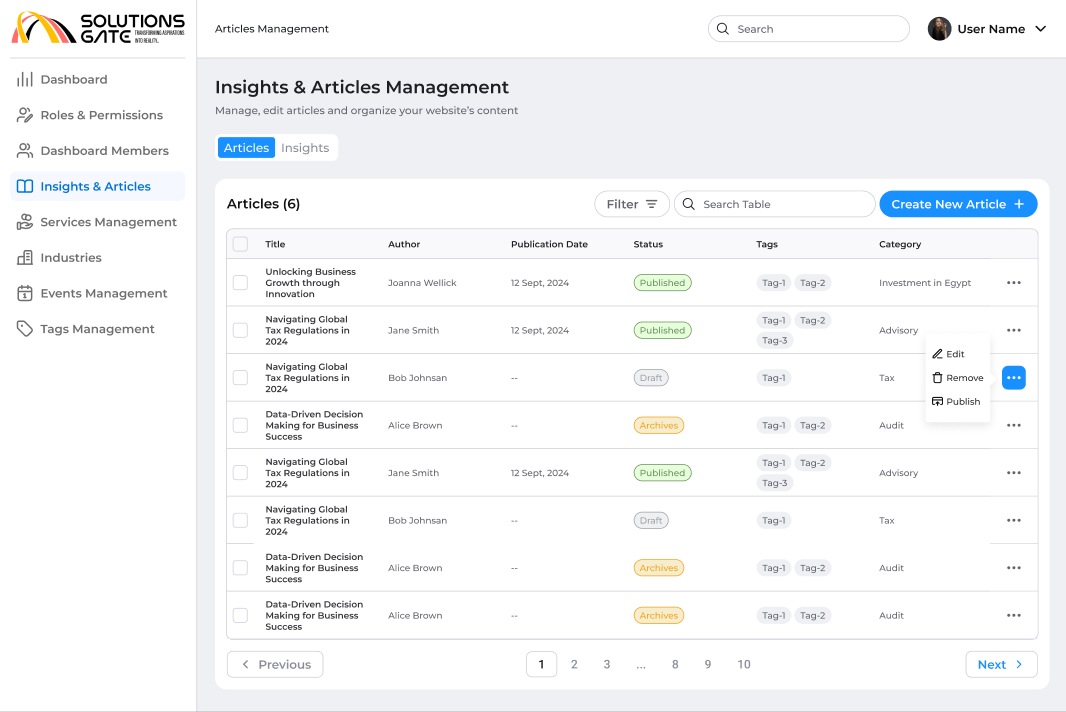 SOLUTIONS
GATE TRANSFORMING ASPIRATIONS
INTO REALITY.
Articles Management
Search
User Name
Dashboard
Roles & Permissions
Dashboard Members
Insights & Articles
Services Management
Industries
Events Management
Tags Management
Insights & Articles Management
Manage, edit articles and organize your website's content
Articles Insights
Articles (6)
Filter
Search Table
Create New Article +
Title Author Publication Date Status Tags Category
Unlocking Business
Growth through
Innovation
Joanna Wellick 12 Sept, 2024 Published Tag-1 Tag-2 Investment in Egypt ...
Navigating Global
Tax Regulations in
2024
Jane Smith 12 Sept, 2024 Published Tag-1 Tag-2
Tag-3
Advisory ...
Navigating Global
Tax Regulations in
2024
Bob Johnsan -- Draft Tag-1 Tax ...
Edit
Remove
Publish
Data-Driven Decision
Making for Business
Success
Alice Brown -- Archives Tag-1 Tag-2 Audit ...
Navigating Global
Tax Regulations in
2024
Jane Smith 12 Sept, 2024 Published Tag-1 Tag-2
Tag-3
Advisory ...
Navigating Global
Tax Regulations in
2024
Bob Johnsan -- Draft Tag-1 Tax ...
Data-Driven Decision
Making for Business
Success
Alice Brown -- Archives Tag-1 Tag-2 Audit ...
Data-Driven Decision
Making for Business
Success
Alice Brown -- Archives Tag-1 Tag-2 Audit ...
< Previous 1 2 3 ... 8 9 10 Next >